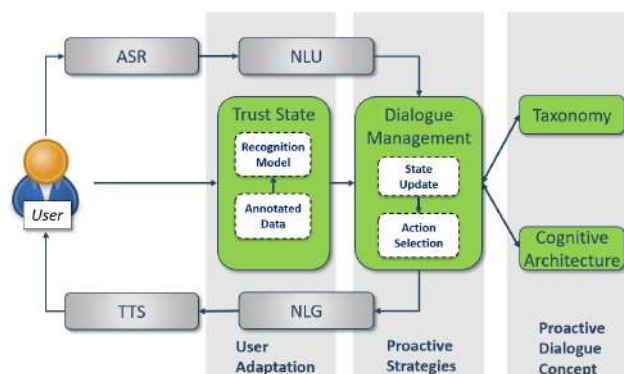 ASR
NLU
Trust State
Recognition
Model
Annotated
Data
Dialogue
Management
State
Update
Action
Selection
Taxonomy
Cognitive
Architecture
User
TTS
NLG
User
Adaptation
Proactive
Strategies
Proactive
Dialogue
Concept